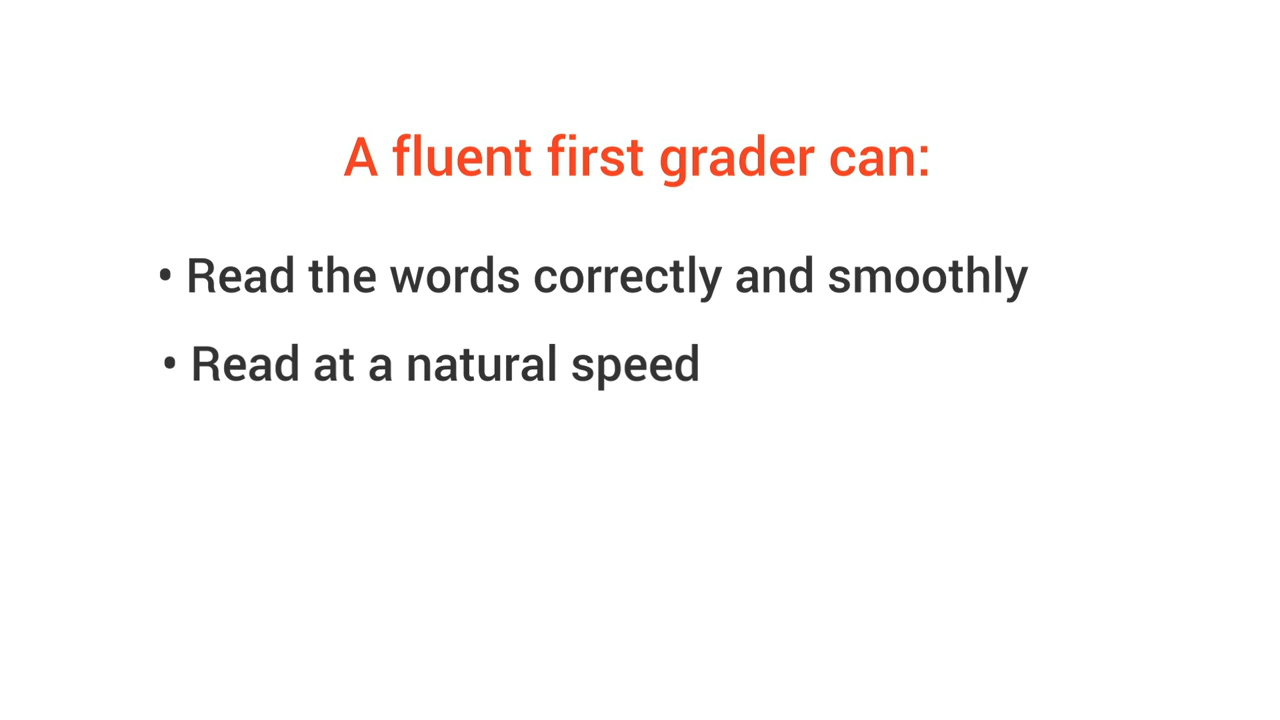 A fluent first grader can:
• Read the words correctly and smoothly
• Read at a natural speed